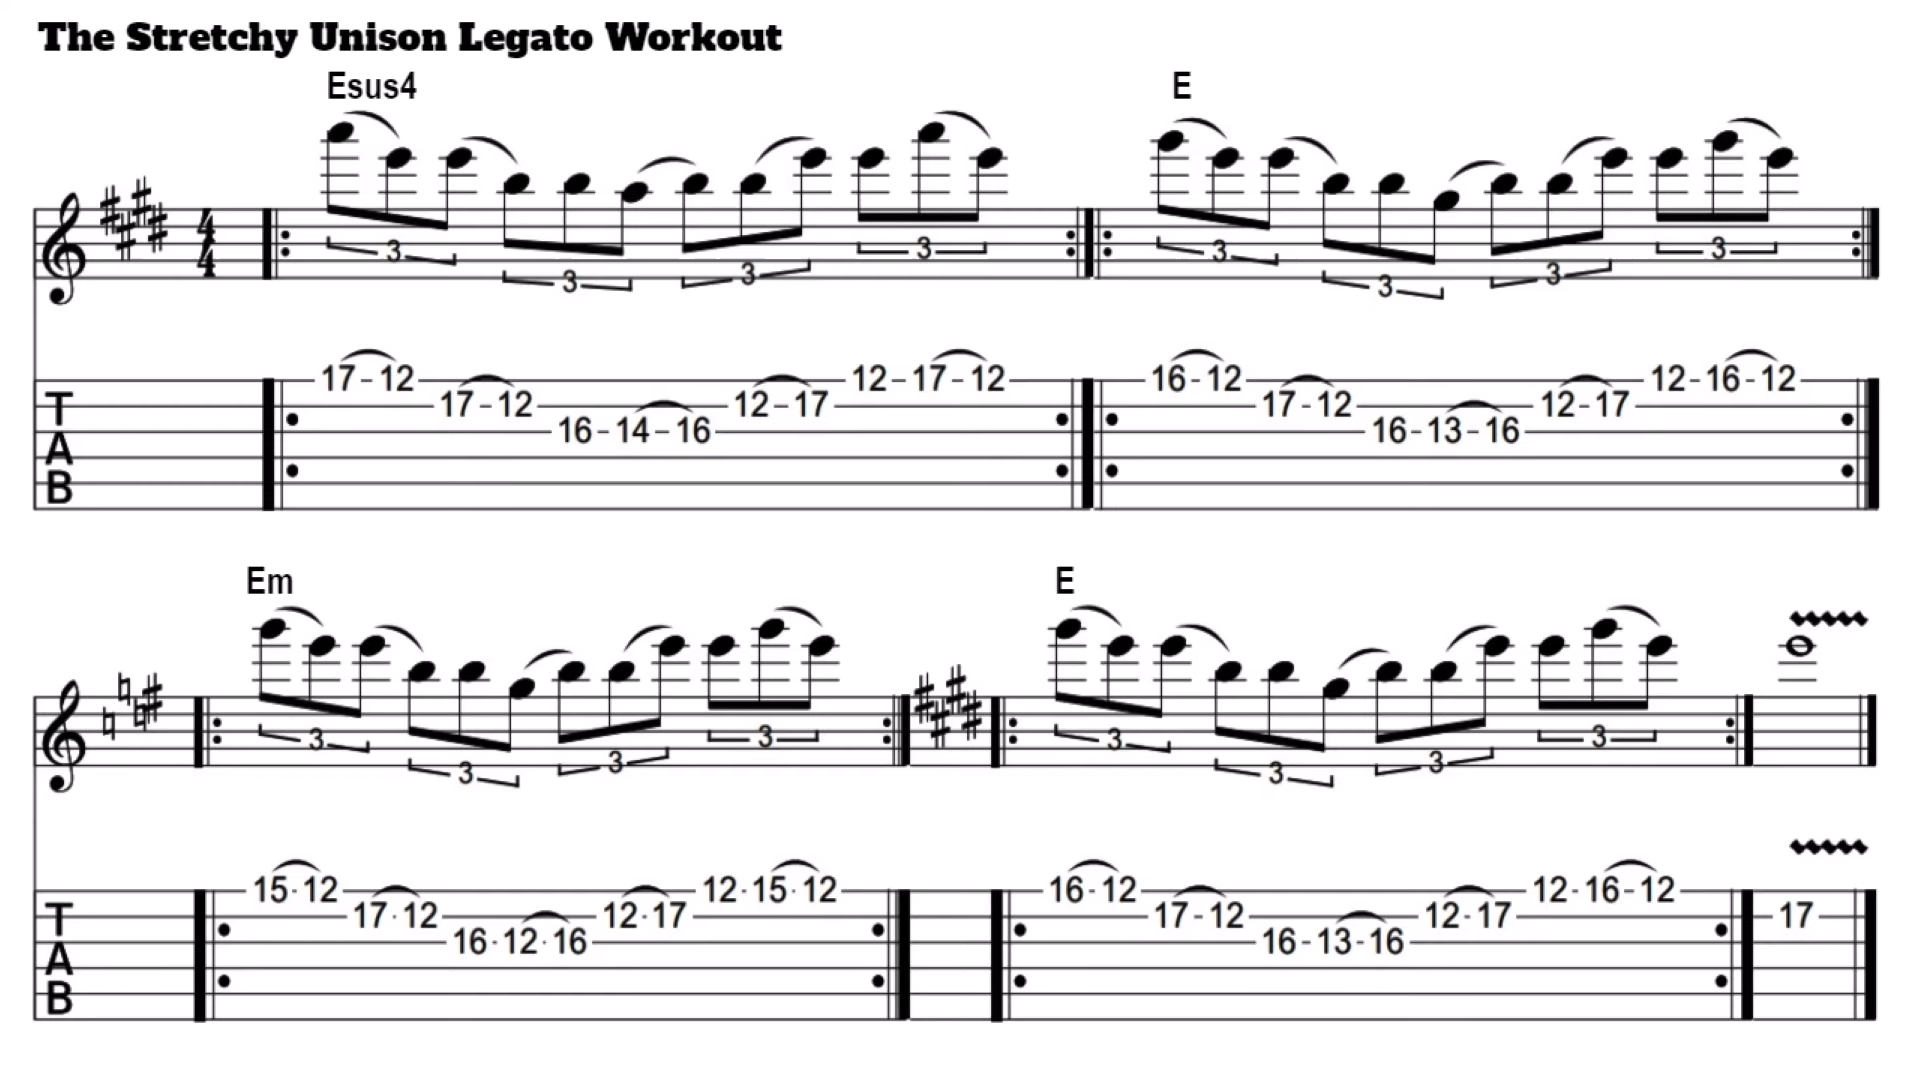 The Stretchy Unison Legato Workout
Esus4 E
4 4
3 3 3 3 3 3 3 3
17 12 12 17 12 16 12 12 16 12
T 17 12 12 17 17 12 12 17
A 16 14 16 16 13 16
B
Em E
3 3 3 3 3 3 3 3
15 12 12 15 12 16 12 12 16 12
T 17 12 12 17 17 12 12 17 17
A 16 12 16 16 13 16
B